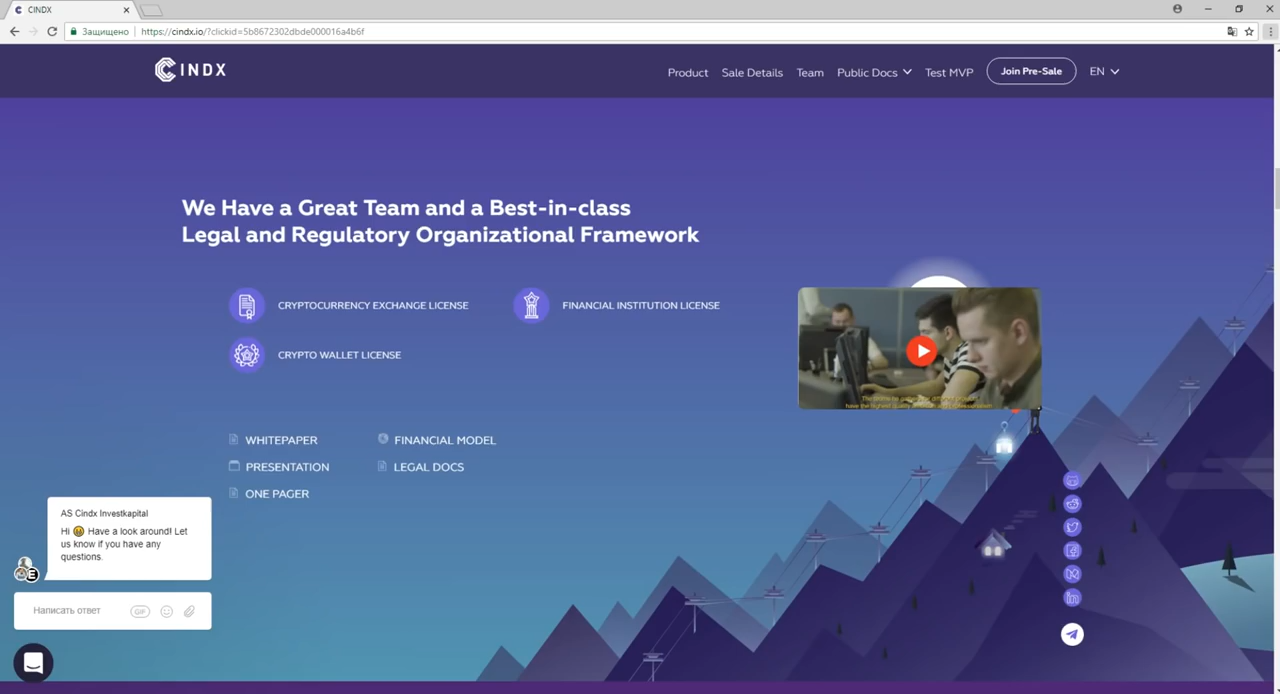 CINDX
Защищено
https://cindx.io/?clickid=5b8672302dbde000016a4b6f
CINDX
Product
Sale Details
Team
Public Docs
Test MVP
Join Pre-Sale
EN
We Have a Great Team and a Best-in-class
Legal and Regulatory Organizational Framework
CRYPTOCURRENCY EXCHANGE LICENSE
FINANCIAL INSTITUTION LICENSE
CRYPTO WALLET LICENSE
WHITEPAPER
FINANCIAL MODEL
PRESENTATION
LEGAL DOCS
ONE PAGER
AS Cindx Investkapital
Hi Have a look around! Let
us know if you have any
questions.
E
Написать ответ
GIF